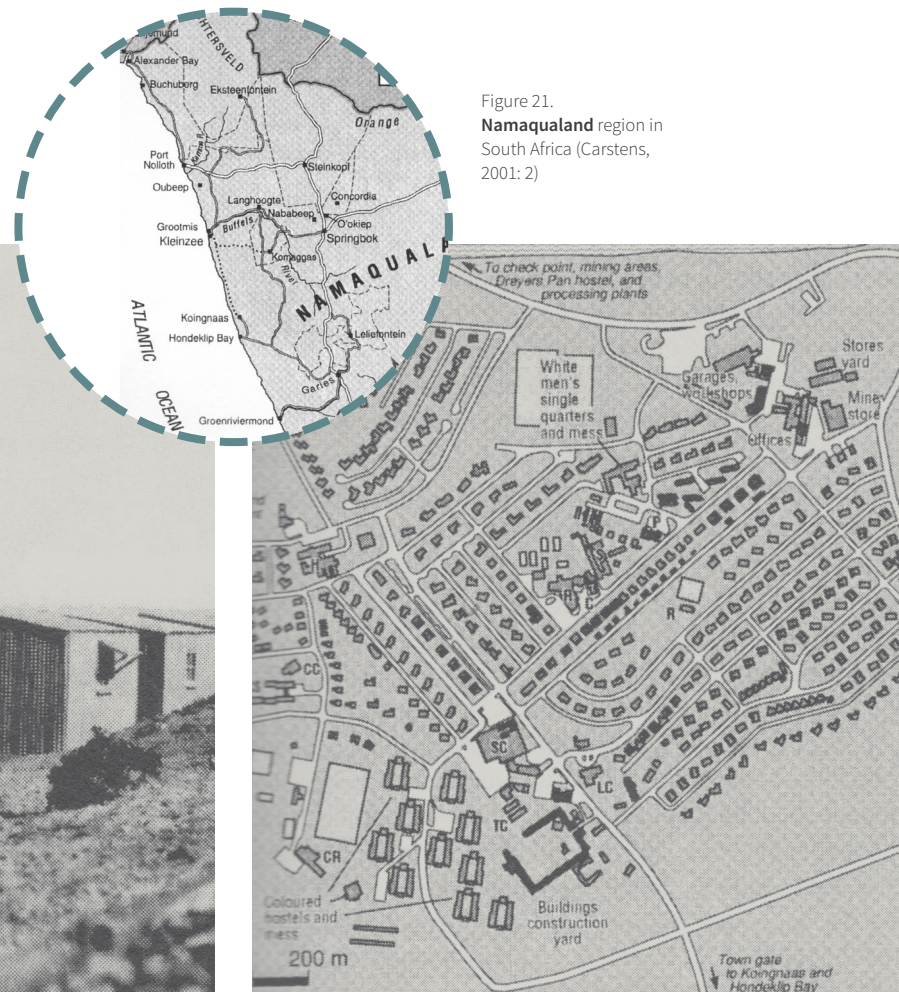 Figure 21.
Namaqualand region in
South Africa (Carstens,
2001: 2)
HTERSVELD
Alexander Bay
Buchuberg
Eksteenfontein
Orange
Port
Nolloth
Steinkopf
Oubeep
Concordia
Langhoogte
Nababeep
O'okiep
Grootmis
Buffels
Springbok
Kleinzee
Komaggas
River
NAMAQUALA
ATLANTIC
OCEAN
Koingnaas
Hondeklip Bay
Leliefontein
Garies
Groenriviermond
To check point, mining areas,
Dreyers Pan hostel, and
processing plants
White
men's
single
quarters
and mess
Garages,
workshops
Stores
yard
Mine
store
Offices
H
C
R
CC
SC
LC
TC
CR
Coloured
hostels and
mess
Buildings
construction
yard
200 m
Town gate
to Koingnaas and
Hondeklip Bay